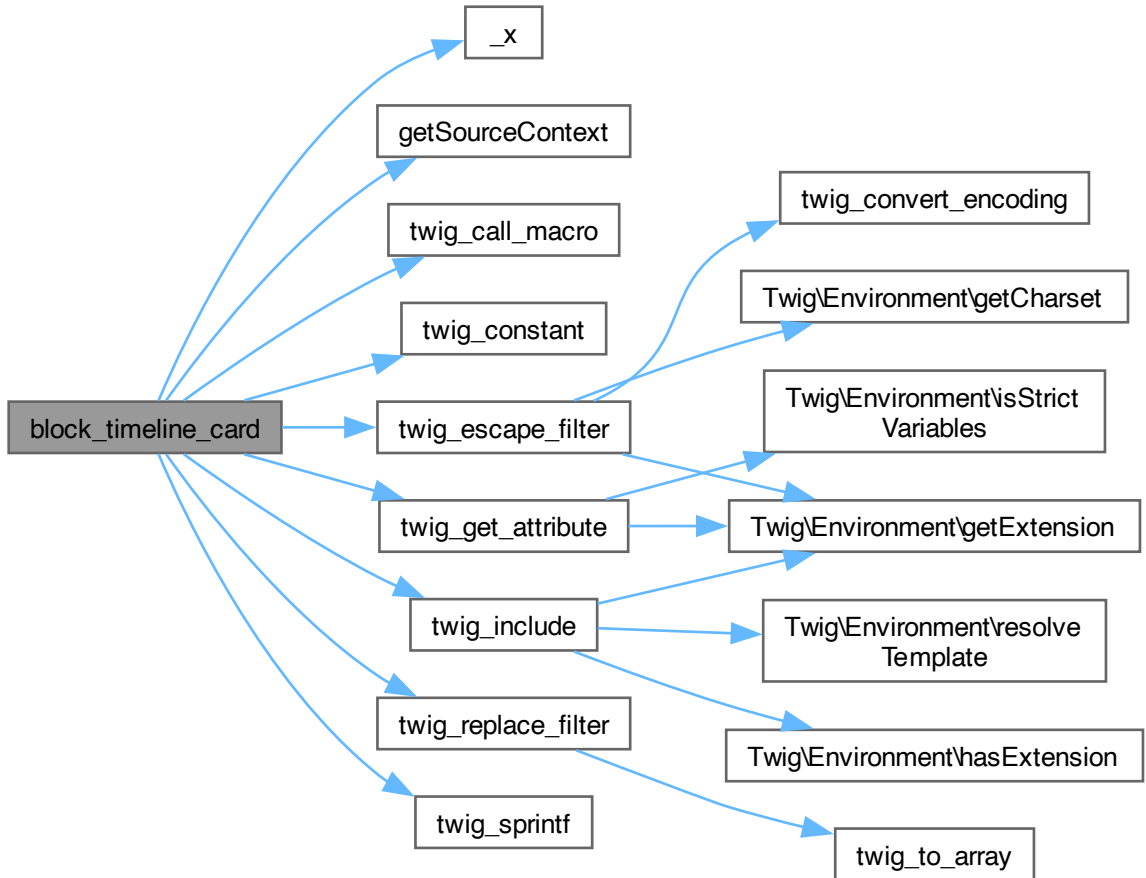 _x
getSourceContext
twig_call_macro
twig_constant
block_timeline_card
twig_escape_filter
twig_get_attribute
twig_include
twig_replace_filter
twig_sprintf
twig_convert_encoding
Twig\Environment\getCharset
Twig\Environment\isStrict
Variables
Twig\Environment\getExtension
Twig\Environment\resolve
Template
Twig\Environment\hasExtension
twig_to_array